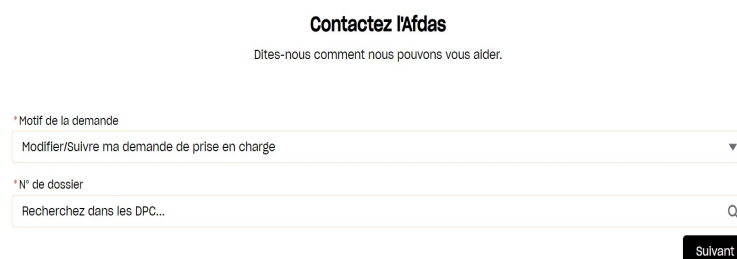 Contactez l'Afdas
Dites-nous comment nous pouvons vous aider.
*Motif de la demande
Modifier/Suivre ma demande de prise en charge
*N° de dossier
Recherchez dans les DPC...
Suivant